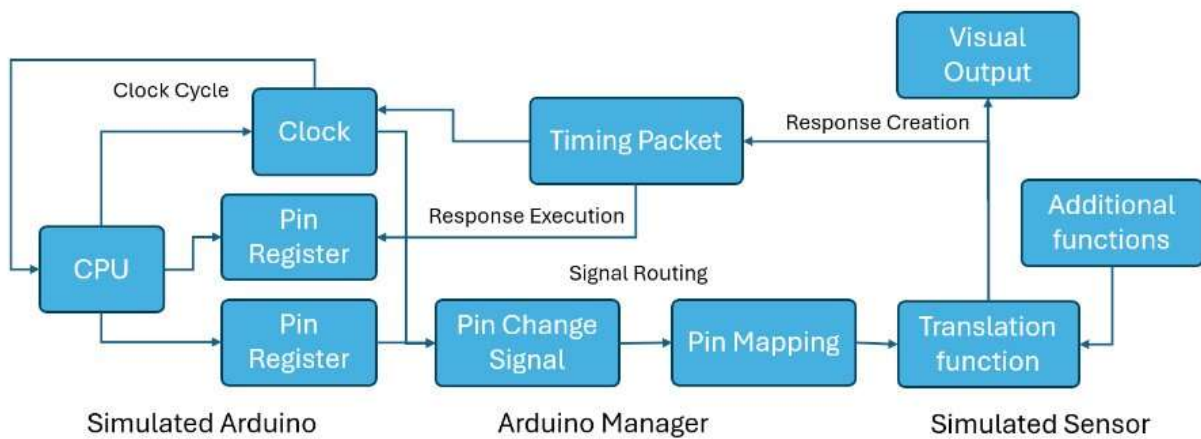 Visual
Output
Clock Cycle
Clock
Timing Packet
Response Creation
Pin
Register
Response Execution
Additional
functions
CPU
Signal Routing
Pin
Register
Pin Change
Signal
Pin Mapping
Translation
function
Simulated Arduino
Arduino Manager
Simulated Sensor